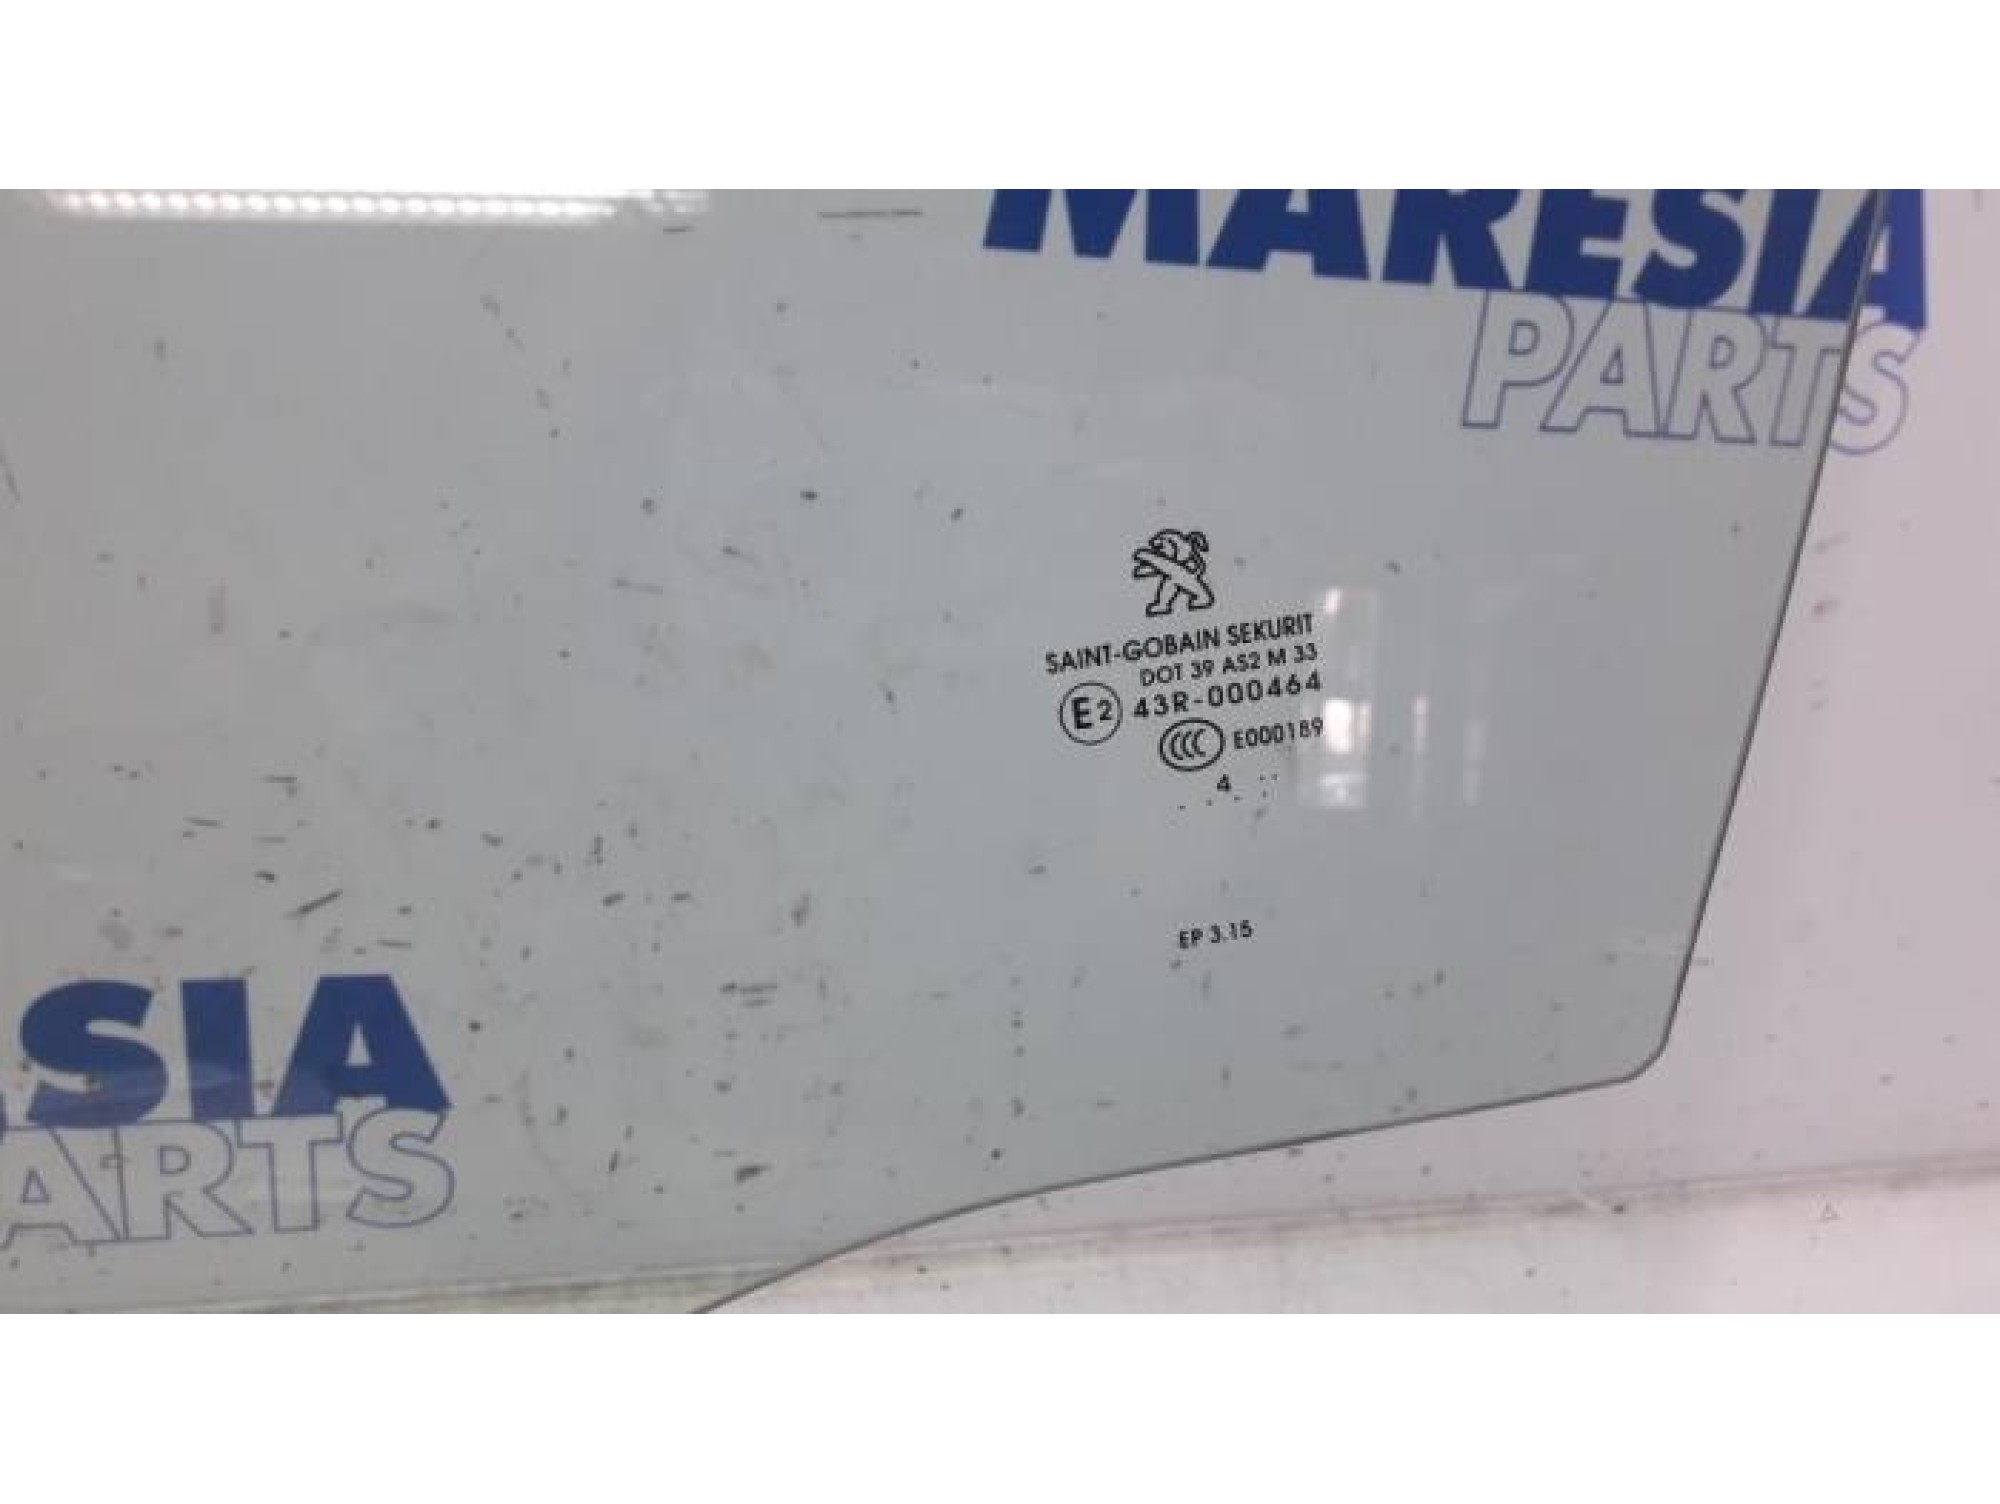 MARESIA
PARTS
SAINT-GOBAIN SEKURIT
DOT 39 AS2 M 33
E2 43R-000464
CCC E000189
4
EP 3.15
SIA
ARTS